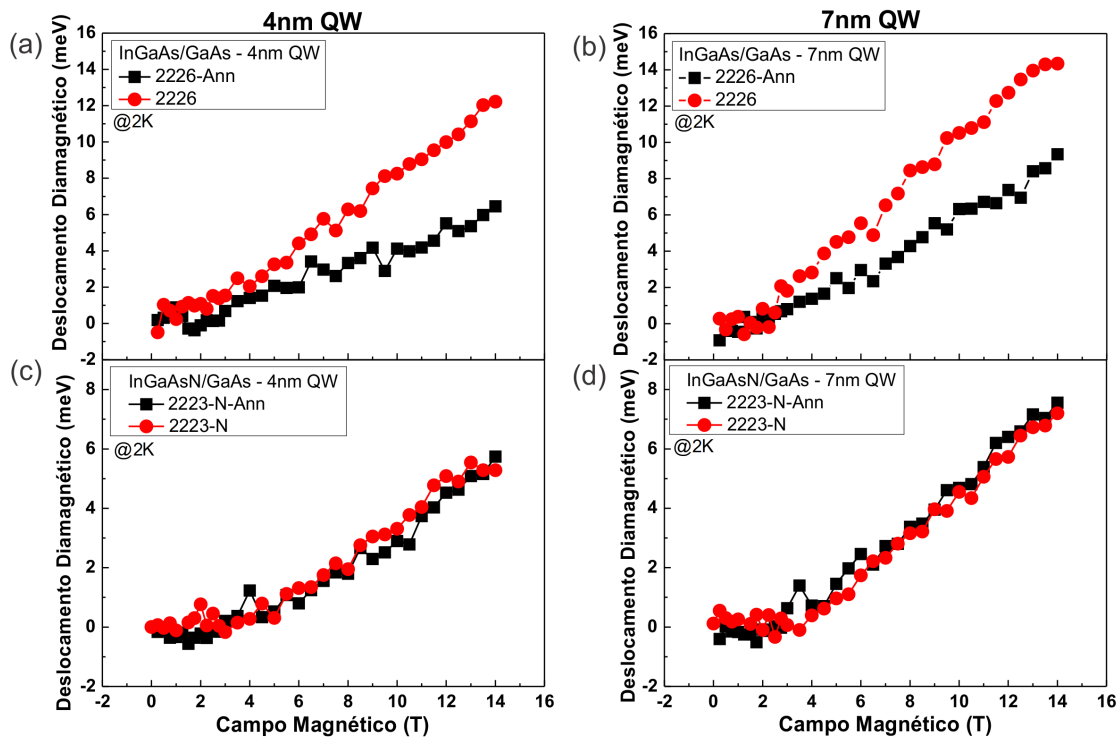 4nm QW
7nm QW
(a)
Deslocamento Diamagnético (meV)
16
14
12
10
8
6
4
2
0
-2
InGaAs/GaAs - 4nm QW
2226-Ann
2226
@2K
(b)
Deslocamento Diamagnético (meV)
16
14
12
10
8
6
4
2
0
-2
InGaAs/GaAs - 7nm QW
2226-Ann
2226
@2K
(c)
Deslocamento Diamagnético (meV)
8
6
4
2
0
-2
InGaAsN/GaAs - 4nm QW
2223-N-Ann
2223-N
@2K
-2 0 2 4 6 8 10 12 14 16
Campo Magnético (T)
(d)
Deslocamento Diamagnético (meV)
8
6
4
2
0
-2
InGaAsN/GaAs - 7nm QW
2223-N-Ann
2223-N
@2K
-2 0 2 4 6 8 10 12 14 16
Campo Magnético (T)